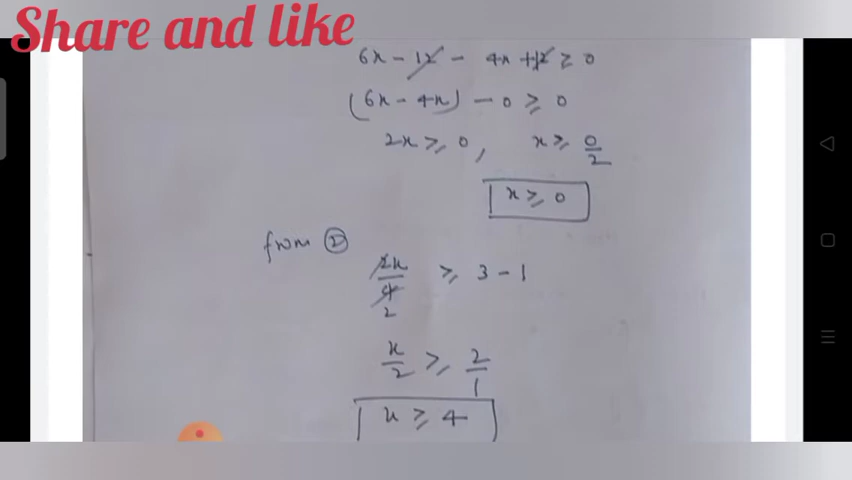 Share and like
6x - 12 - 4x + 12 ≥ 0
(6x - 4x) - 0 ≥ 0
2x ≥ 0, x ≥ 0/2
x ≥ 0
from ②
2x/4 ≥ 3 - 1
2
x/2 ≥ 2/1
x ≥ 4